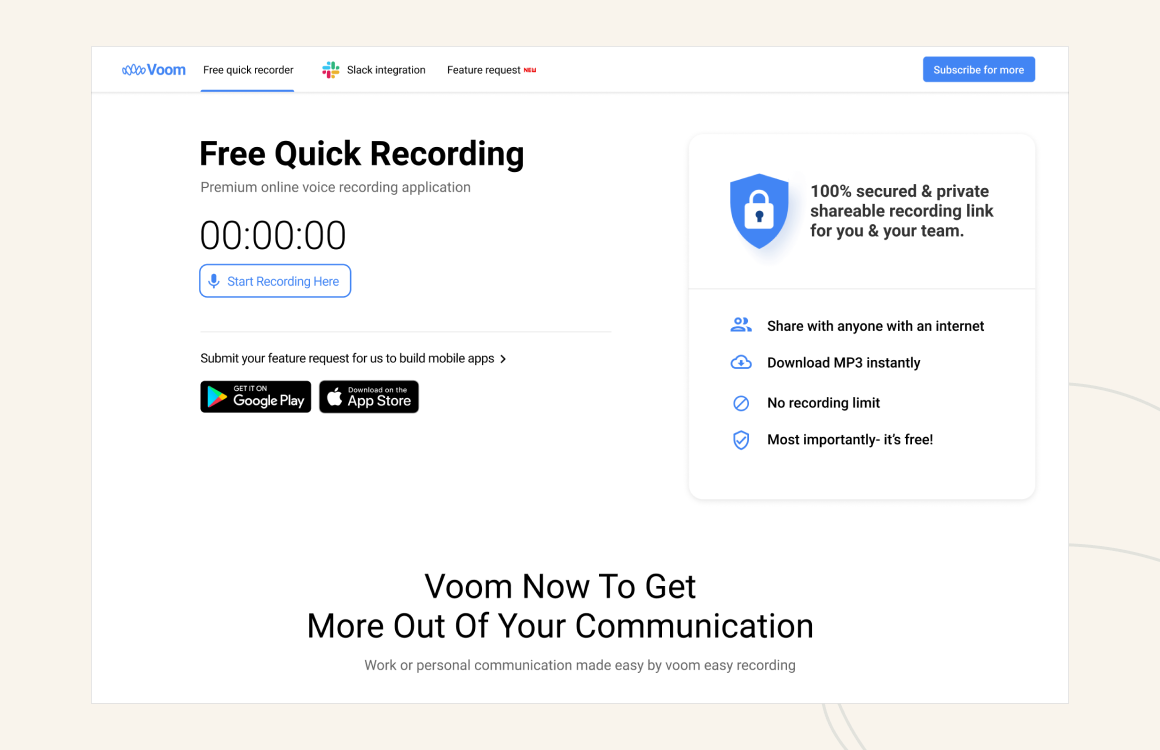 Voom
Free quick recorder
Slack integration
Feature request NEW
Subscribe for more
Free Quick Recording
Premium online voice recording application
00:00:00
Start Recording Here
Submit your feature request for us to build mobile apps
GET IT ON
Google Play
Download on the
App Store
100% secured & private
shareable recording link
for you & your team.
Share with anyone with an internet
Download MP3 instantly
No recording limit
Most importantly- it's free!
Voom Now To Get
More Out Of Your Communication
Work or personal communication made easy by voom easy recording